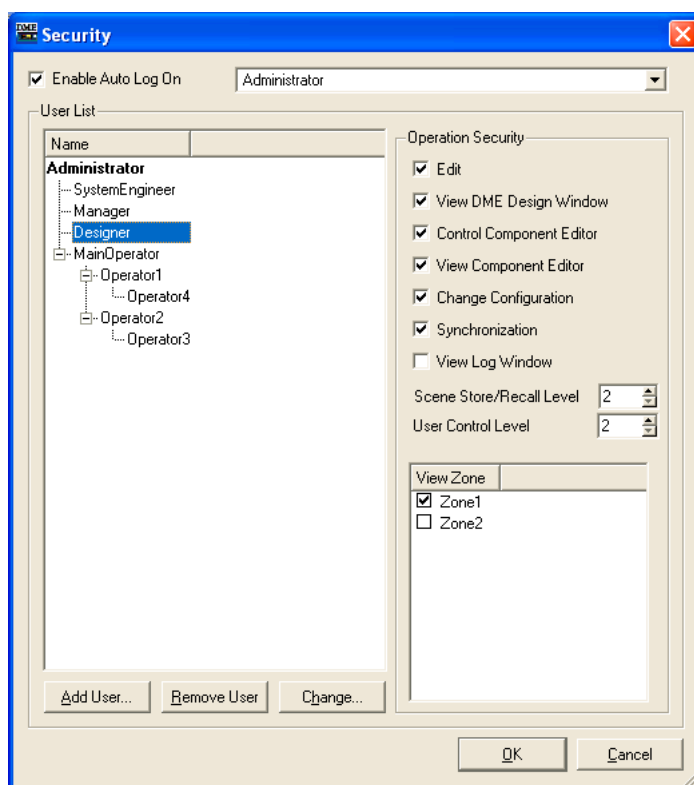 DME
Security
Enable Auto Log On
Administrator
User List
Name
Administrator
SystemEngineer
Manager
Designer
MainOperator
Operator1
Operator4
Operator2
Operator3
Add User...
Remove User
Change...
Operation Security
Edit
View DME Design Window
Control Component Editor
View Component Editor
Change Configuration
Synchronization
View Log Window
Scene Store/Recall Level 2
User Control Level 2
View Zone
Zone1
Zone2
OK
Cancel